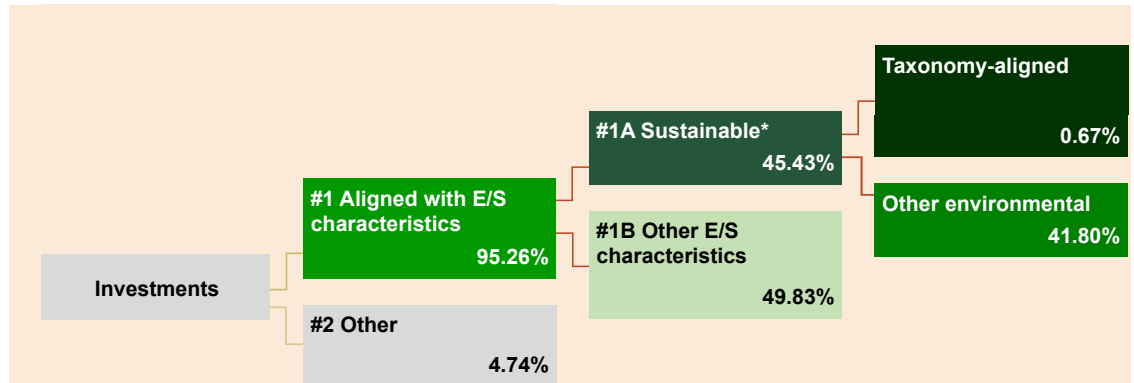 Investments
#1 Aligned with E/S
characteristics
95.26%
#2 Other
4.74%
#1A Sustainable*
45.43%
#1B Other E/S
characteristics
49.83%
Taxonomy-aligned
0.67%
Other environmental
41.80%